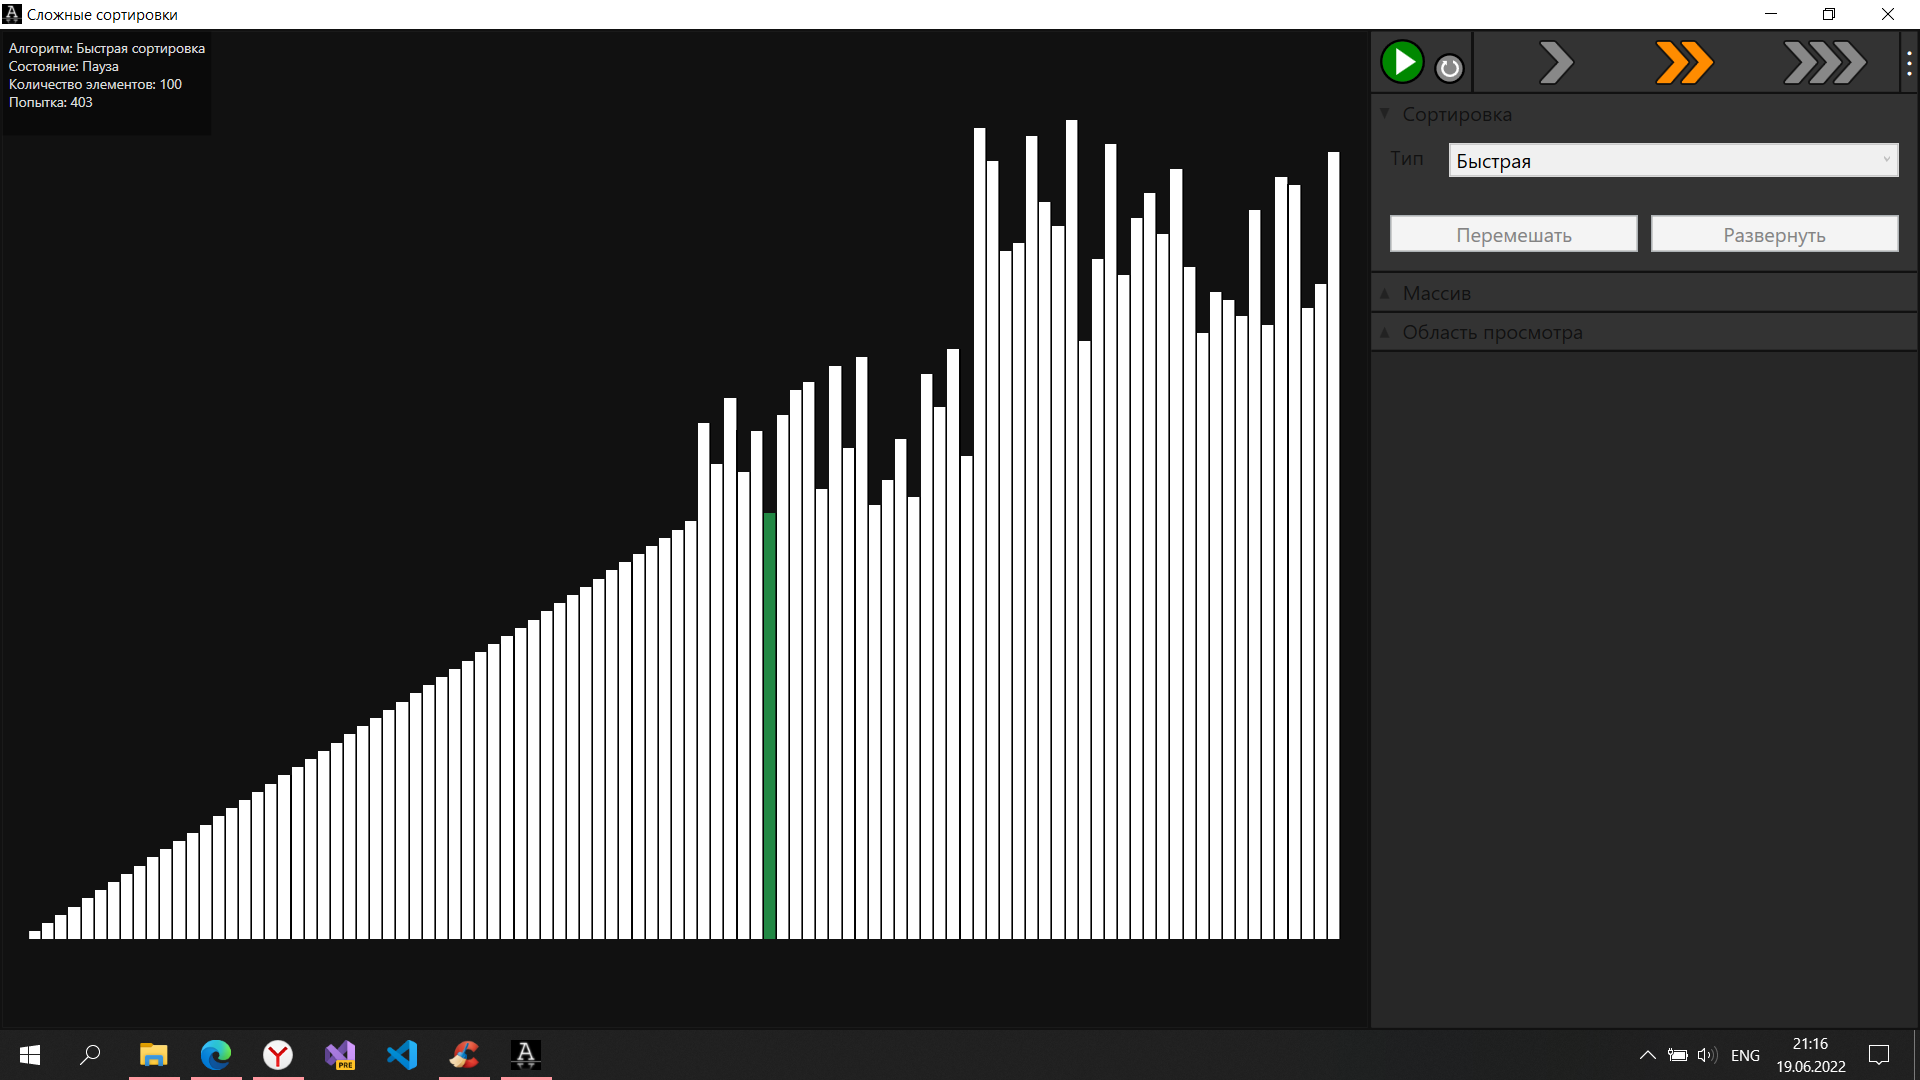 Сложные сортировки
Алгоритм: Быстрая сортировка
Состояние: Пауза
Количество элементов: 100
Попытка: 403
Сортировка
Тип
Быстрая
Перемешать Развернуть
Массив
Область просмотра
PRE
ENG
21:16
19.06.2022